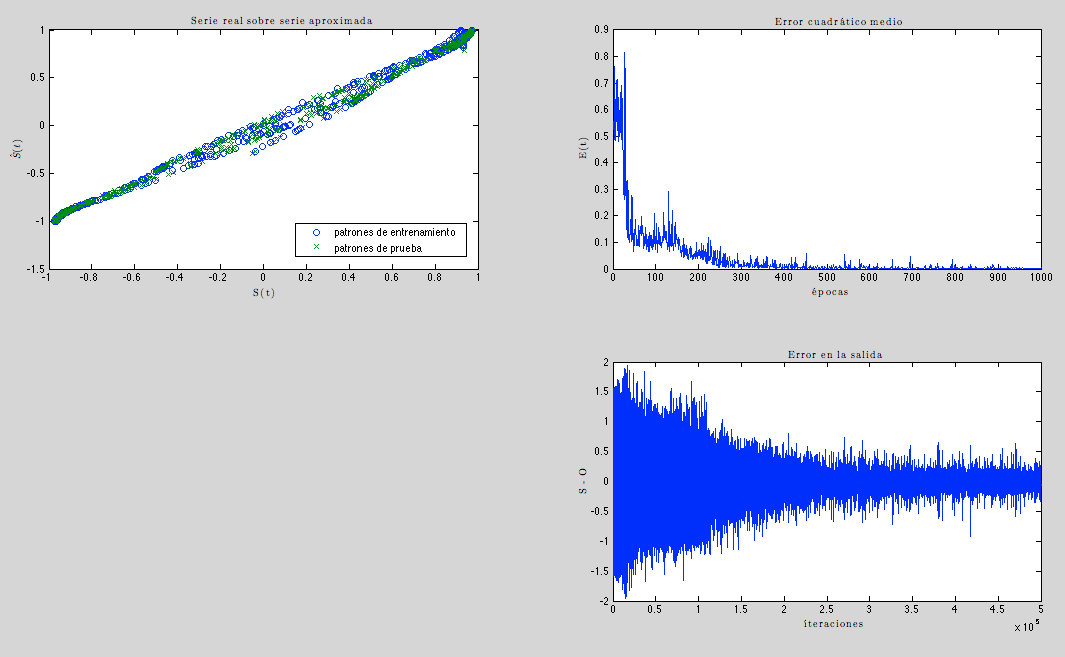 Serie real sobre serie aproximada
1
0.5
0
-0.5
-1
-1.5
Ŝ(t)
-1 -0.8 -0.6 -0.4 -0.2 0 0.2 0.4 0.6 0.8 1
S(t)
patrones de entrenamiento
patrones de prueba
Error cuadrático medio
0.9
0.8
0.7
0.6
0.5
0.4
0.3
0.2
0.1
0
E(t)
0 100 200 300 400 500 600 700 800 900 1000
épocas
Error en la salida
2
1.5
1
0.5
0
-0.5
-1
-1.5
-2
S - O
0 0.5 1 1.5 2 2.5 3 3.5 4 4.5 5
iteraciones
x 10⁵